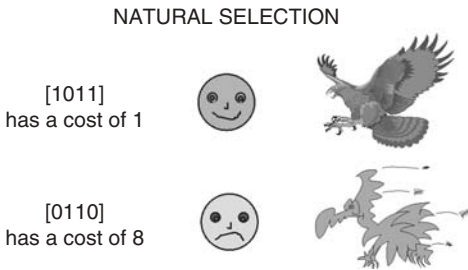 NATURAL SELECTION
[1011]
has a cost of 1
[0110]
has a cost of 8